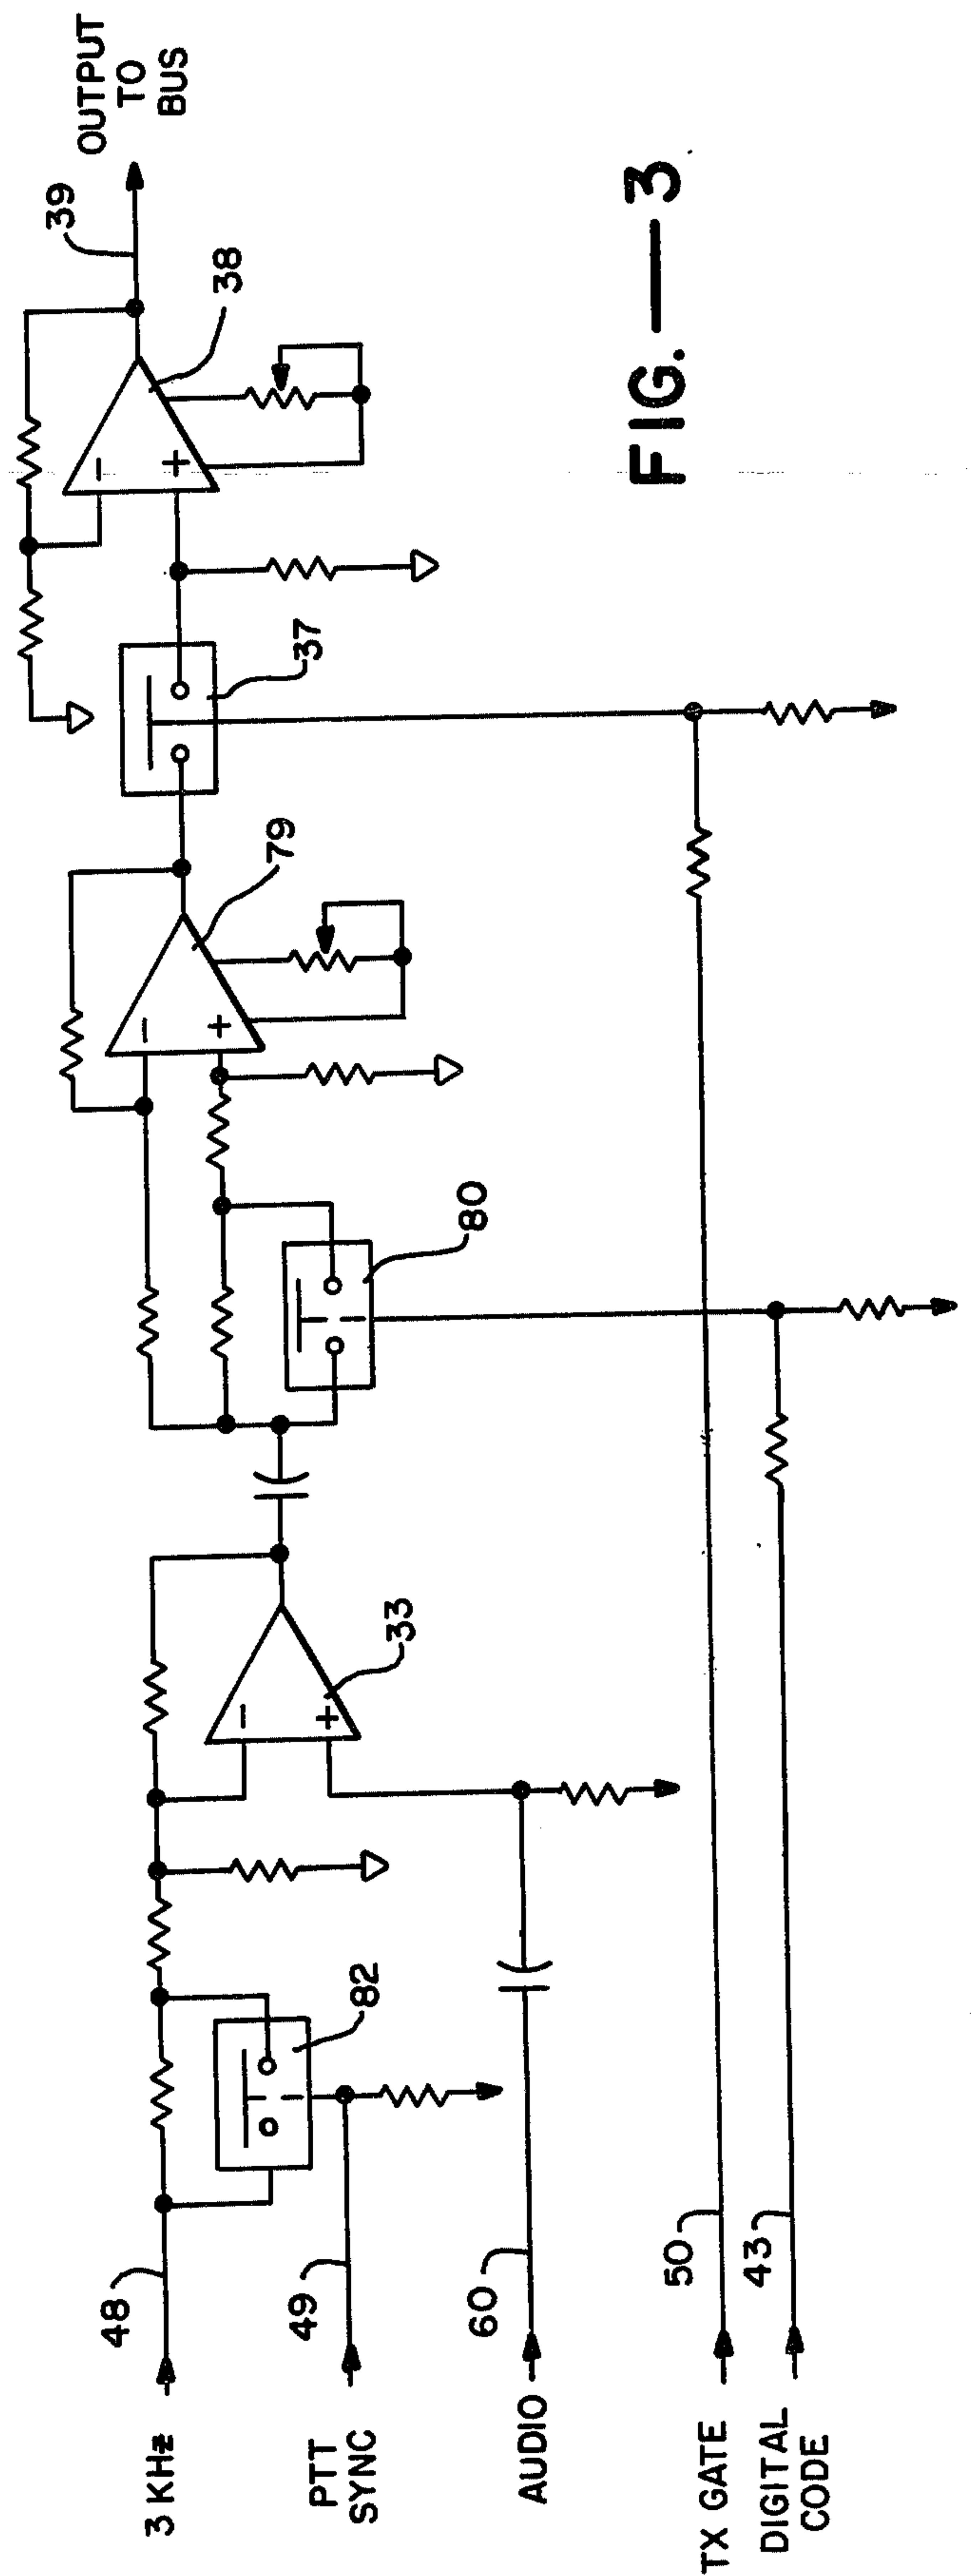 3 KHz
48
PTT
SYNC
49
82
AUDIO
60
TX GATE
50
DIGITAL
CODE
43
-
+
33
80
-
+
79
37
-
+
38
39
OUTPUT
TO
BUS
FIG. — 3